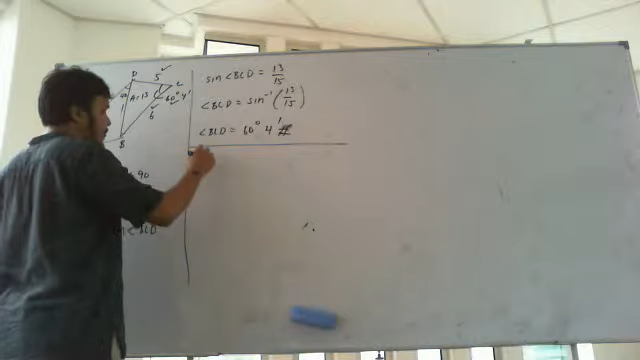 D
5
C
A=13
60° 4'
6
B
sin <BCD = 13/15
<BCD = sin⁻¹ (13/15)
<BCD = 60° 4'
= 90
<BCD